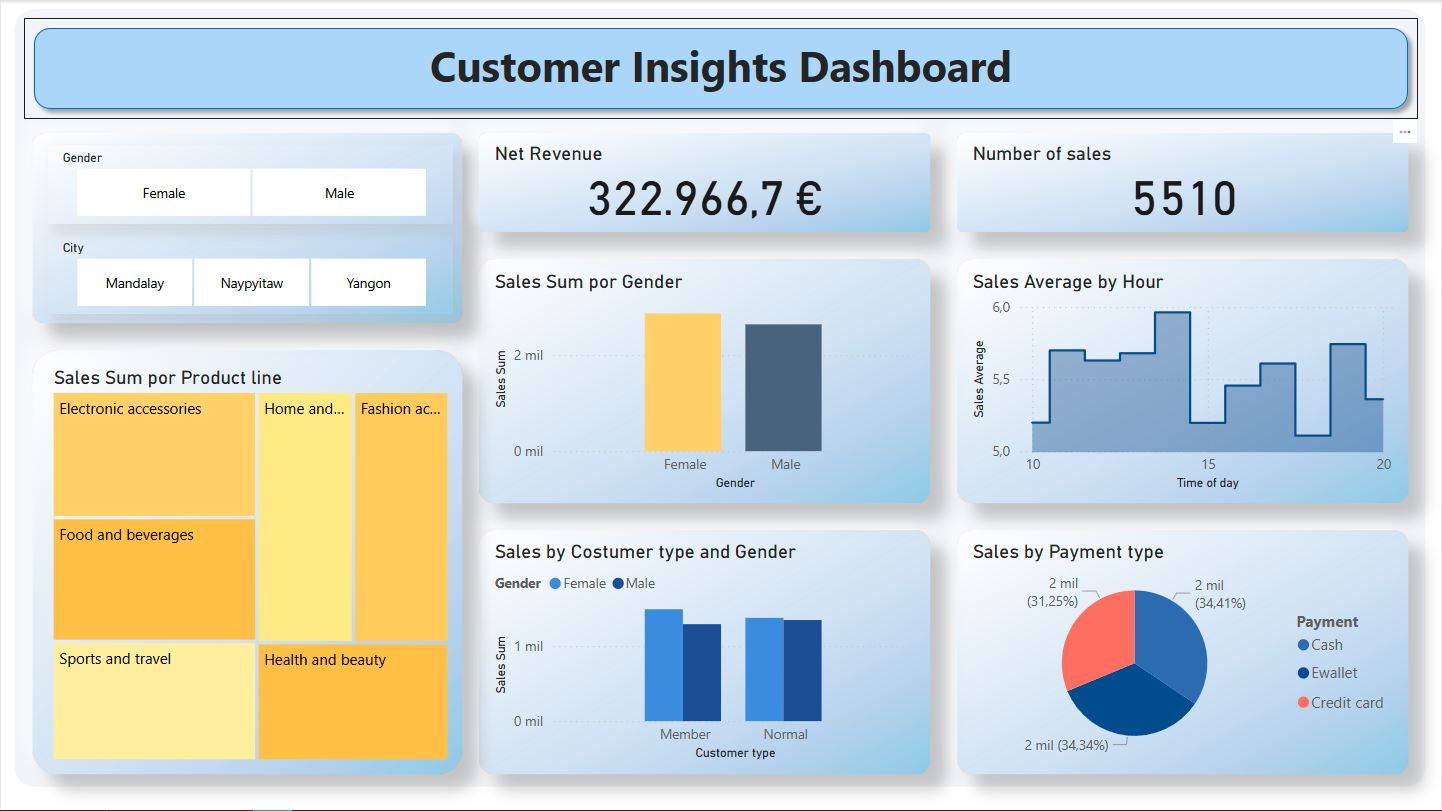 Customer Insights Dashboard
Gender
Female
Male
City
Mandalay
Naypyitaw
Yangon
Net Revenue
322.966,7 €
Number of sales
5510
Sales Sum por Product line
Electronic accessories
Home and...
Fashion ac...
Food and beverages
Sports and travel
Health and beauty
Sales Sum por Gender
Sales Sum
2 mil
0 mil
Female
Male
Gender
Sales Average by Hour
Sales Average
6,0
5,5
5,0
10
15
20
Time of day
Sales by Costumer type and Gender
Gender Female Male
Sales Sum
1 mil
0 mil
Member
Normal
Customer type
Sales by Payment type
2 mil
(31,25%)
2 mil
(34,41%)
2 mil (34,34%)
Payment
Cash
Ewallet
Credit card